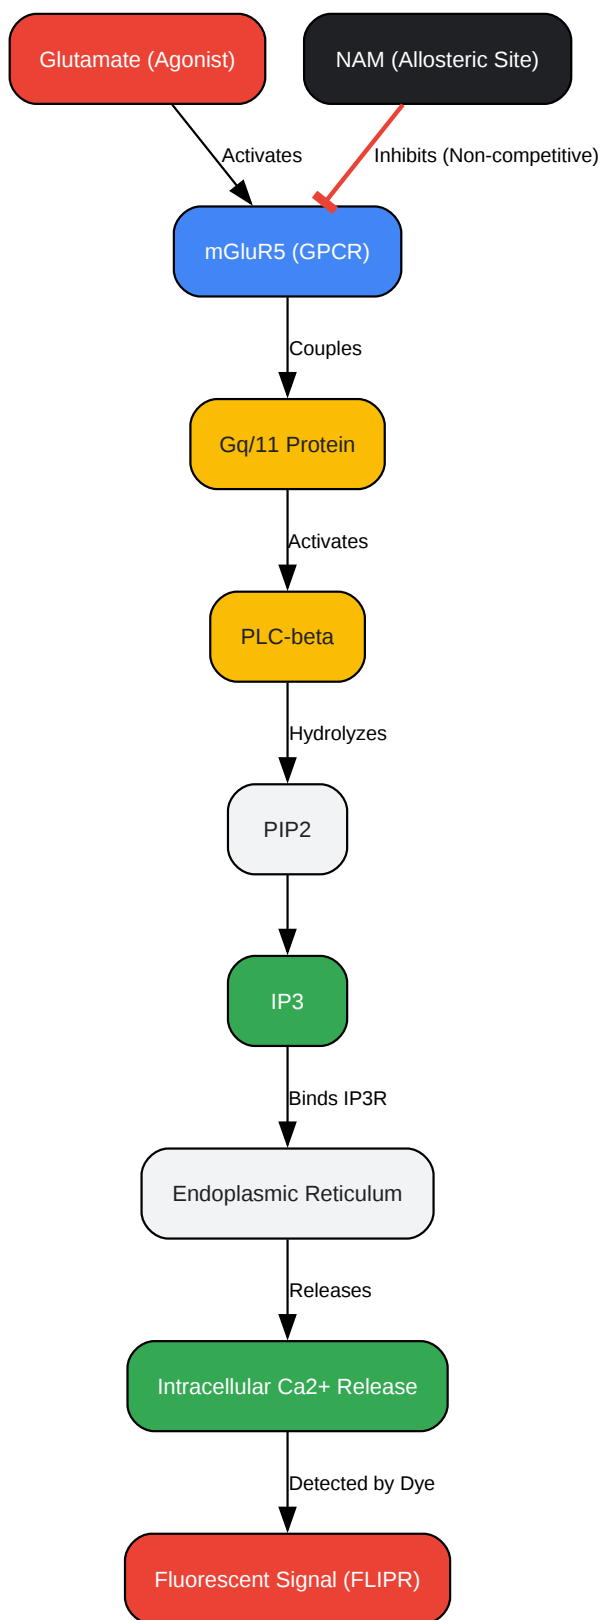 Glutamate (Agonist)
NAM (Allosteric Site)
Activates
Inhibits (Non-competitive)
mGluR5 (GPCR)
Couples
Gq/11 Protein
Activates
PLC-beta
Hydrolyzes
PIP2
IP3
Binds IP3R
Endoplasmic Reticulum
Releases
Intracellular Ca2+ Release
Detected by Dye
Fluorescent Signal (FLIPR)